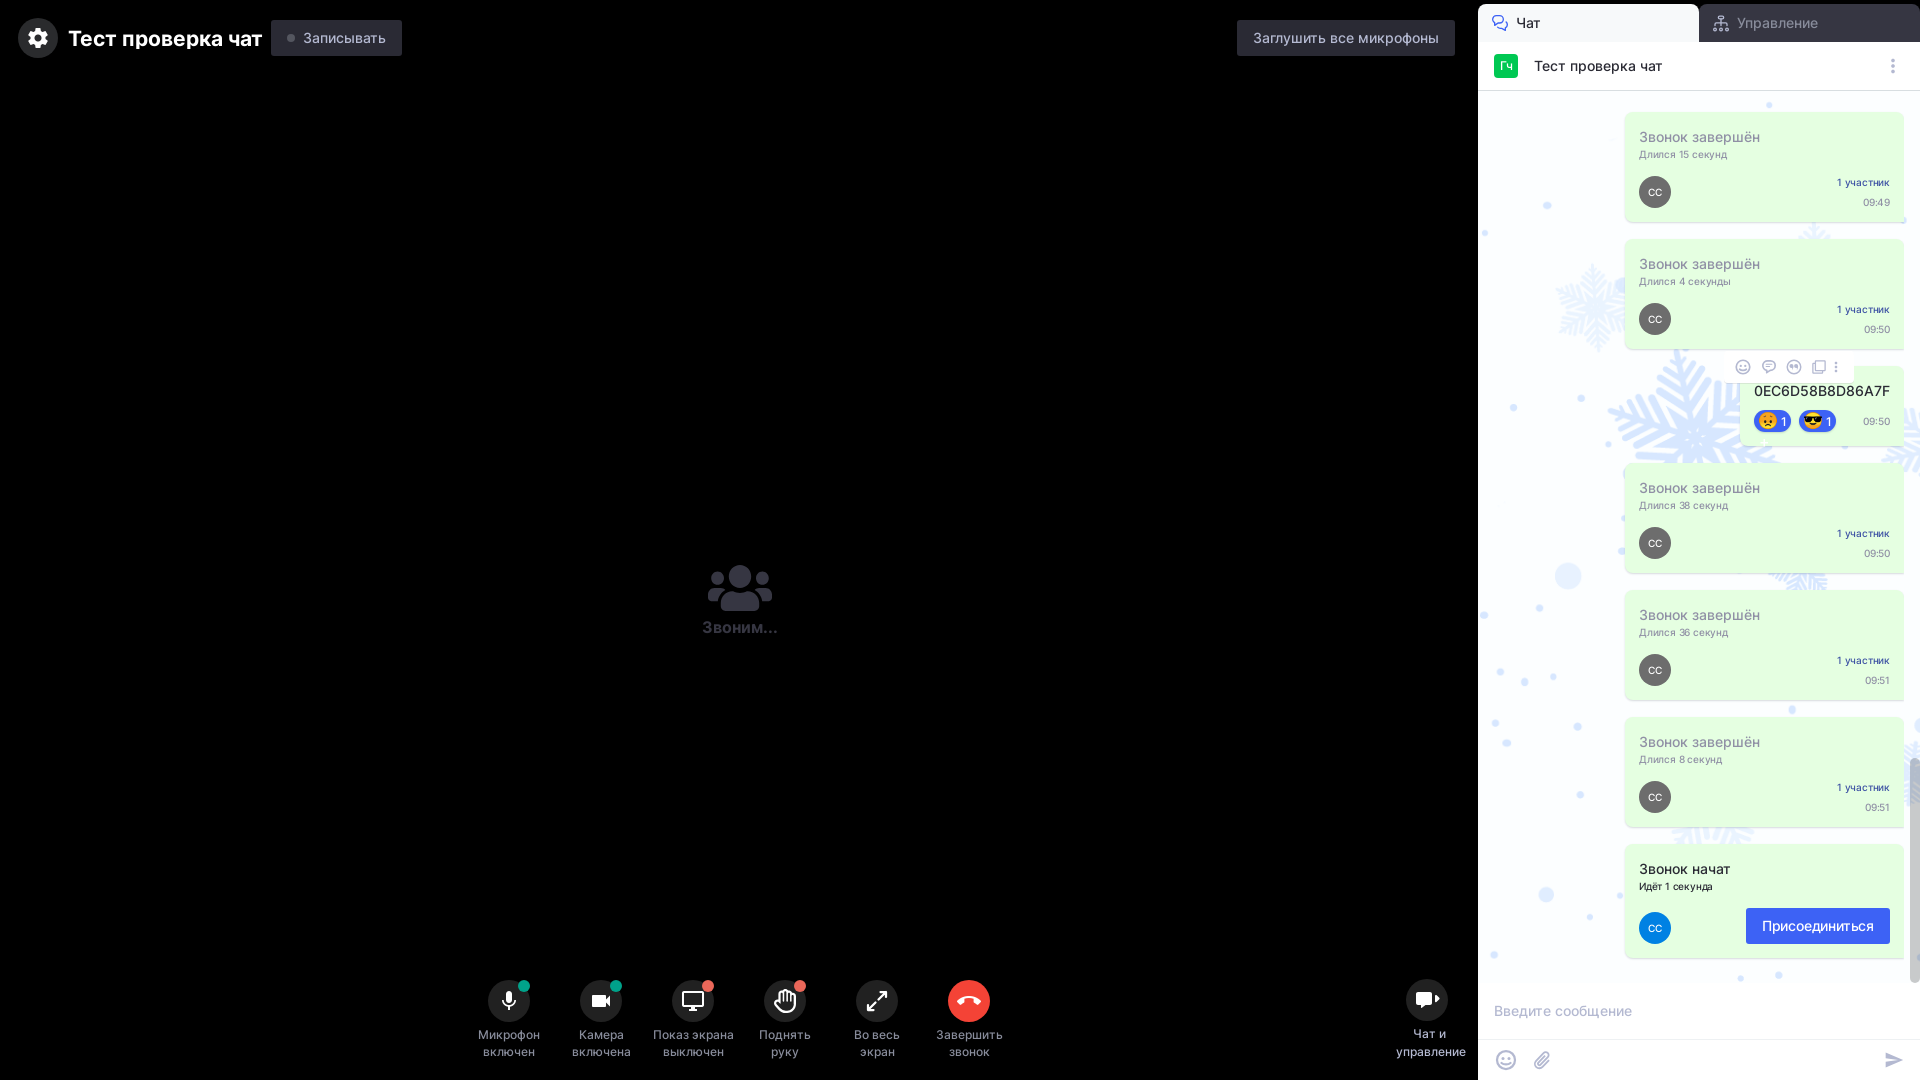 Тест проверка чат
Записывать
Заглушить все микрофоны
Звоним...
Микрофон
включен
Камера
включена
Показ экрана
выключен
Поднять
руку
Во весь
экран
Завершить
звонок
Чат и
управление
Чат
Управление
Гч
Тест проверка чат
Звонок завершён
Длился 15 секунд
СС
1 участник
09:49
Звонок завершён
Длился 4 секунды
СС
1 участник
09:50
0EC6D58B8D86A7F
1
1
09:50
Звонок завершён
Длился 38 секунд
СС
1 участник
09:50
Звонок завершён
Длился 36 секунд
СС
1 участник
09:51
Звонок завершён
Длился 8 секунд
СС
1 участник
09:51
Звонок начат
Идёт 1 секунда
СС
Присоединиться
Введите сообщение